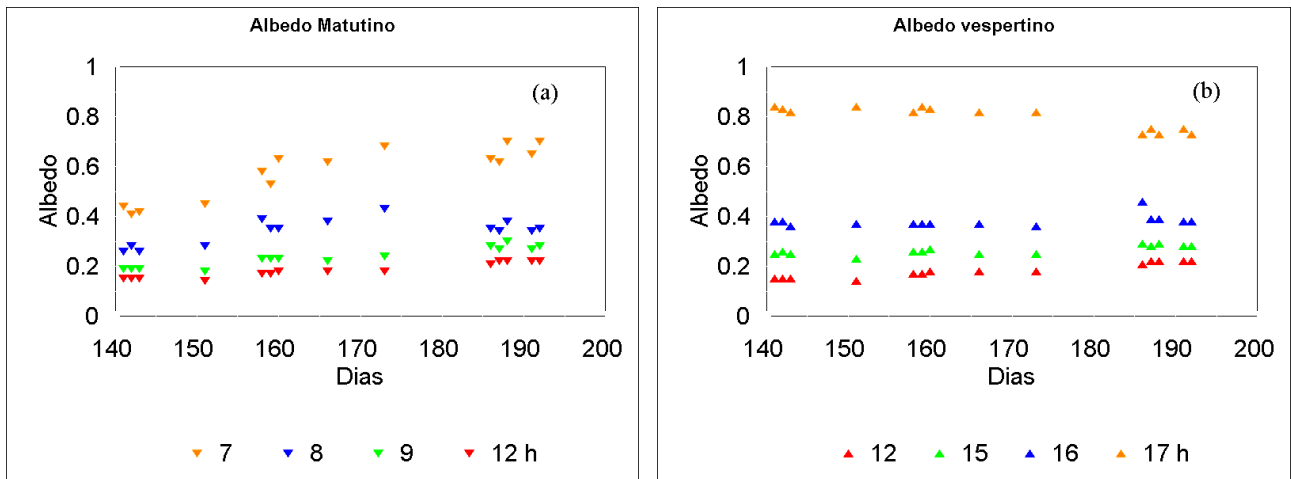 Albedo Matutino
(a)
Albedo
1
0.8
0.6
0.4
0.2
0
140 150 160 170 180 190 200
Dias
7 8 9 12 h
Albedo vespertino
(b)
Albedo
1
0.8
0.6
0.4
0.2
0
140 150 160 170 180 190 200
Dias
12 15 16 17 h